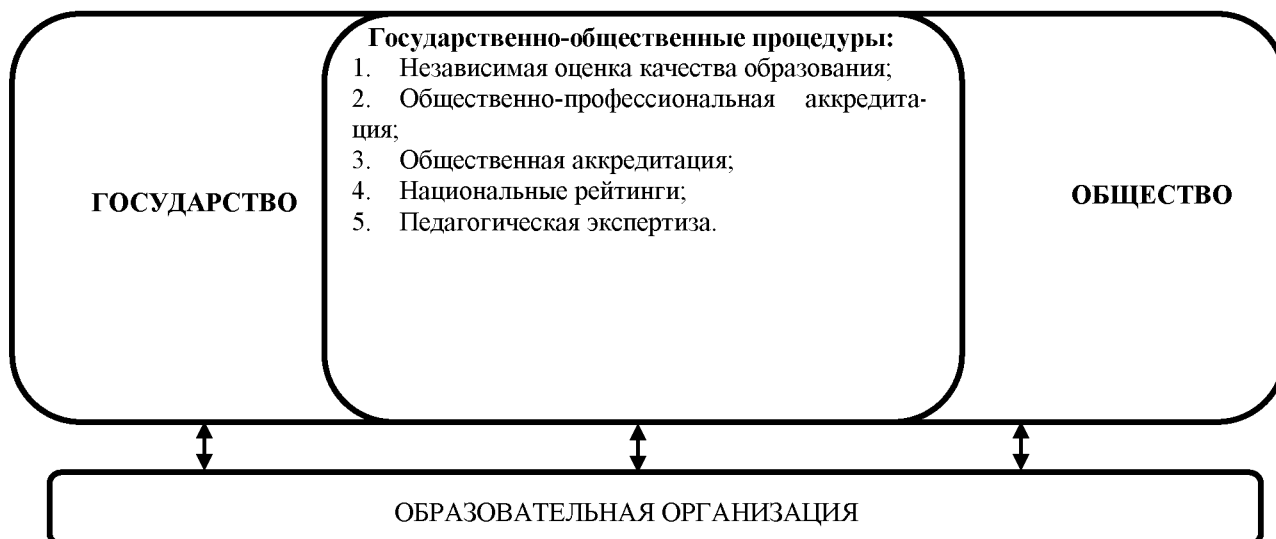 Государственно-общественные процедуры:
1. Независимая оценка качества образования;
2. Общественно-профессиональная аккредита-
ция;
3. Общественная аккредитация;
4. Национальные рейтинги;
5. Педагогическая экспертиза.
ГОСУДАРСТВО
ОБЩЕСТВО
ОБРАЗОВАТЕЛЬНАЯ ОРГАНИЗАЦИЯ